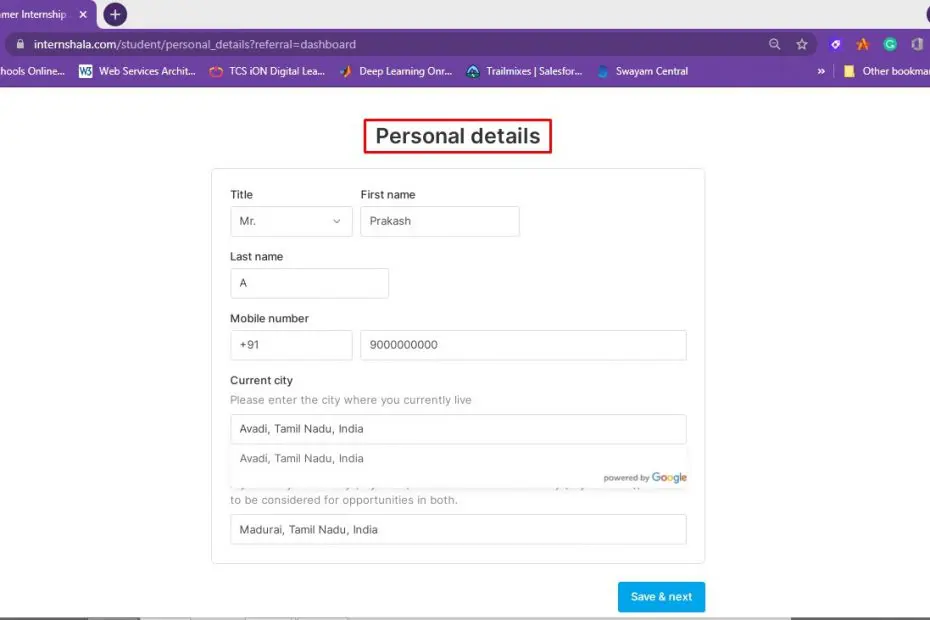 mer Internship
internshala.com/student/personal_details?referral=dashboard
hools Online... W3 Web Services Archit... TCS iON Digital Lea... Deep Learning Onr... Trailmixes | Salesfor... Swayam Central » Other bookmar
Personal details
Title First name
Mr. Prakash
Last name
A
Mobile number
+91 9000000000
Current city
Please enter the city where you currently live
Avadi, Tamil Nadu, India
Avadi, Tamil Nadu, India
powered by Google
to be considered for opportunities in both.
Madurai, Tamil Nadu, India
Save & next